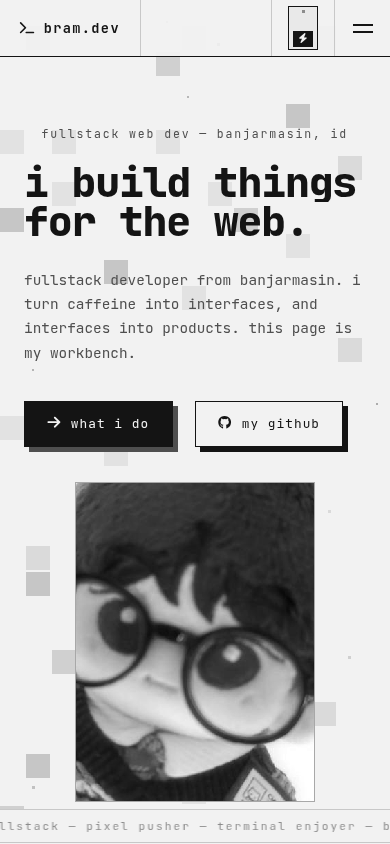 bram.dev
fullstack web dev — banjarmasin, id
i build things
for the web.
fullstack developer from banjarmasin. i
turn caffeine into interfaces, and
interfaces into products. this page is
my workbench.
what i do
my github
llstack — pixel pusher — terminal enjoyer — b